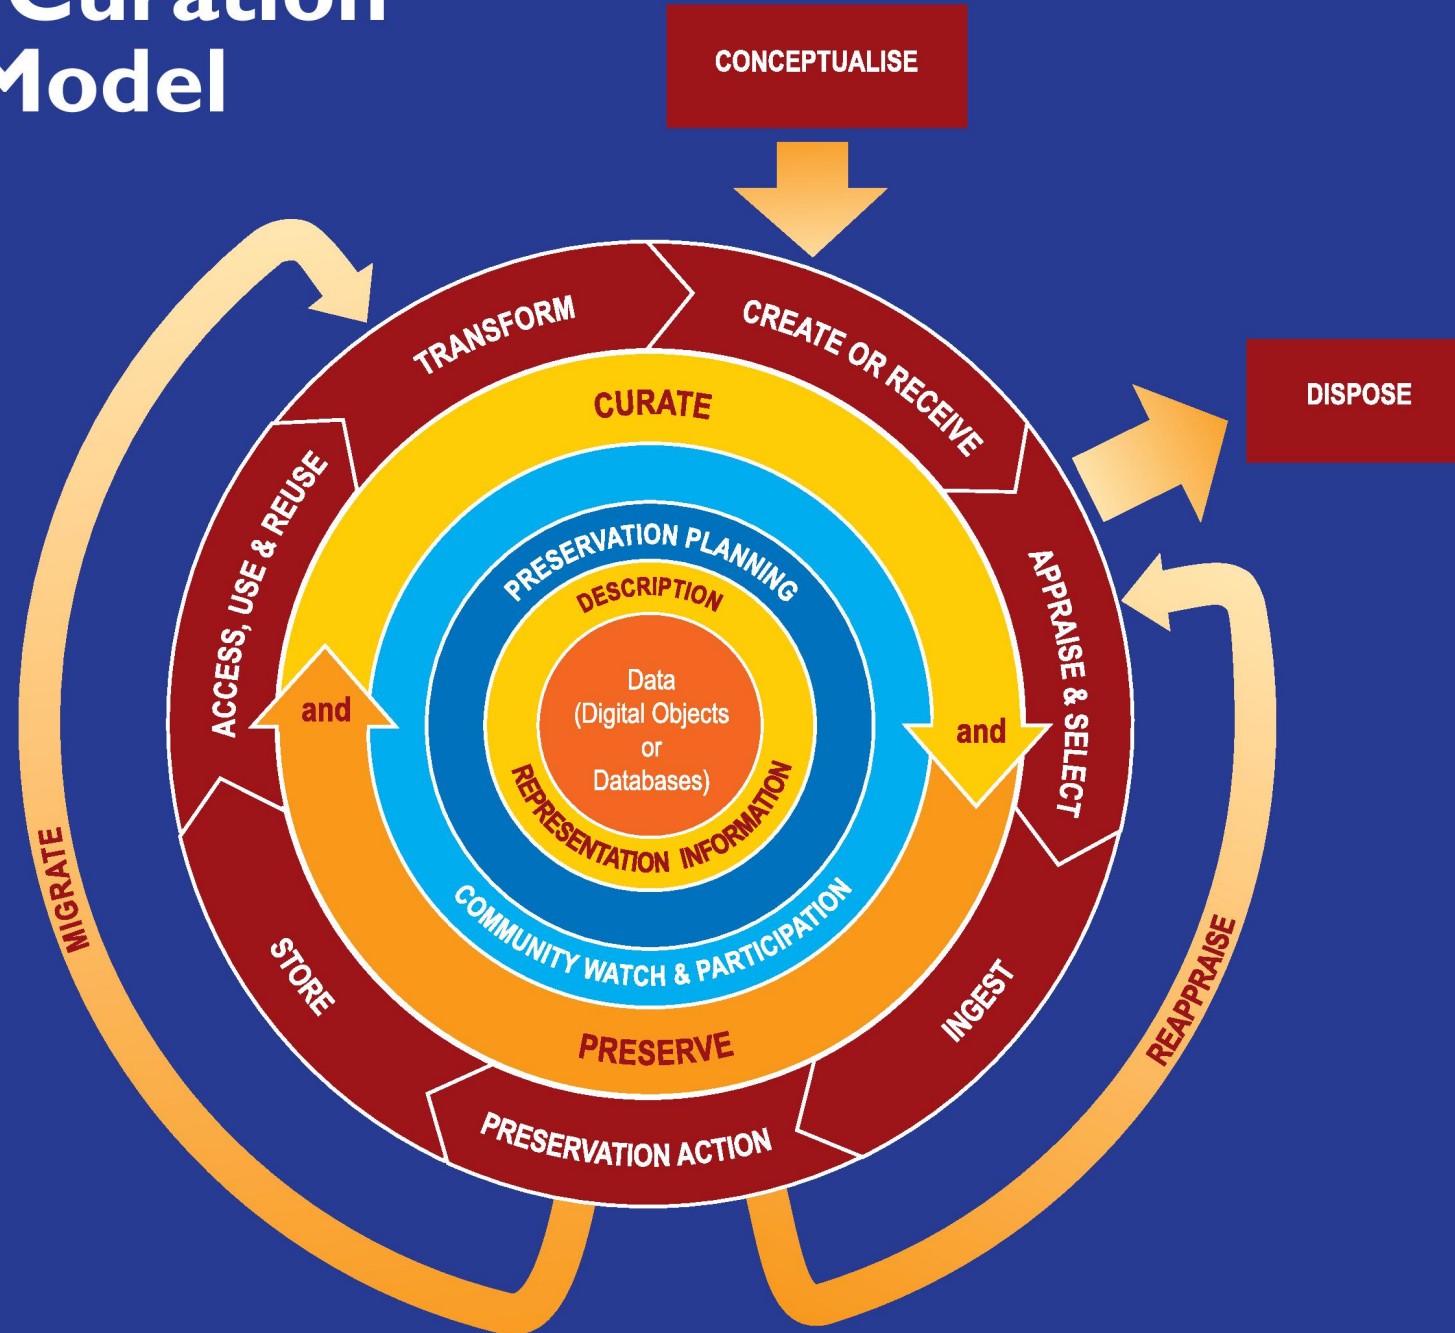 Curation
Model
CONCEPTUALISE
DISPOSE
TRANSFORM
CREATE OR RECEIVE
APPRAISE & SELECT
INGEST
PRESERVATION ACTION
STORE
ACCESS, USE & REUSE
MIGRATE
REAPPRAISE
CURATE
and
PRESERVE
and
COMMUNITY WATCH & PARTICIPATION
PRESERVATION PLANNING
DESCRIPTION
REPRESENTATION INFORMATION
Data
(Digital Objects
or
Databases)